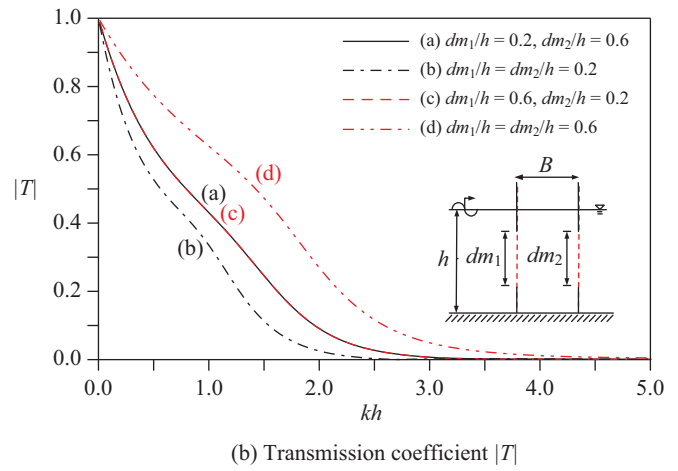 1.0
0.8
0.6
0.4
0.2
0.0
|T|
(a) dm₁/h = 0.2, dm₂/h = 0.6
(b) dm₁/h = dm₂/h = 0.2
(c) dm₁/h = 0.6, dm₂/h = 0.2
(d) dm₁/h = dm₂/h = 0.6
B
h
dm₁
dm₂
(d)
(a)
(c)
(b)
0.0 1.0 2.0 3.0 4.0 5.0
kh
(b) Transmission coefficient |T|